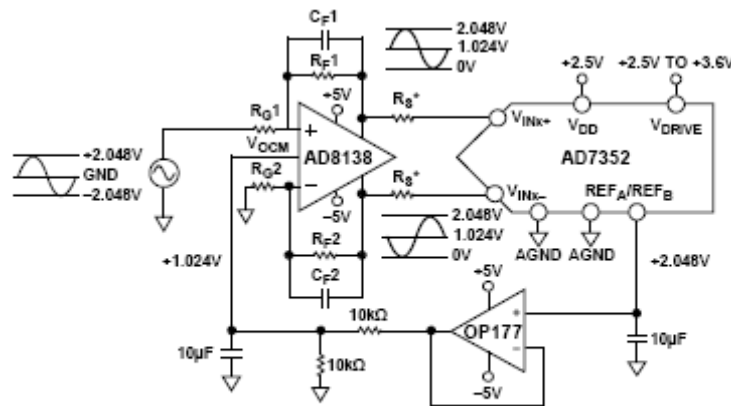 CF1
2.048V
1.024V
0V
RF1
+2.5V
+2.5V TO +3.6V
+5V
RS*
RG1
VINx+
VDD
VDRIVE
VOCM
+
AD8138
AD7352
+2.048V
GND
–2.048V
RG2
–
RS*
VINx–
REFA/REFB
–5V
2.048V
1.024V
0V
RF2
AGND
AGND
+1.024V
CF2
+2.048V
+5V
10kΩ
+
OP177
–
10µF
10µF
10kΩ
–5V